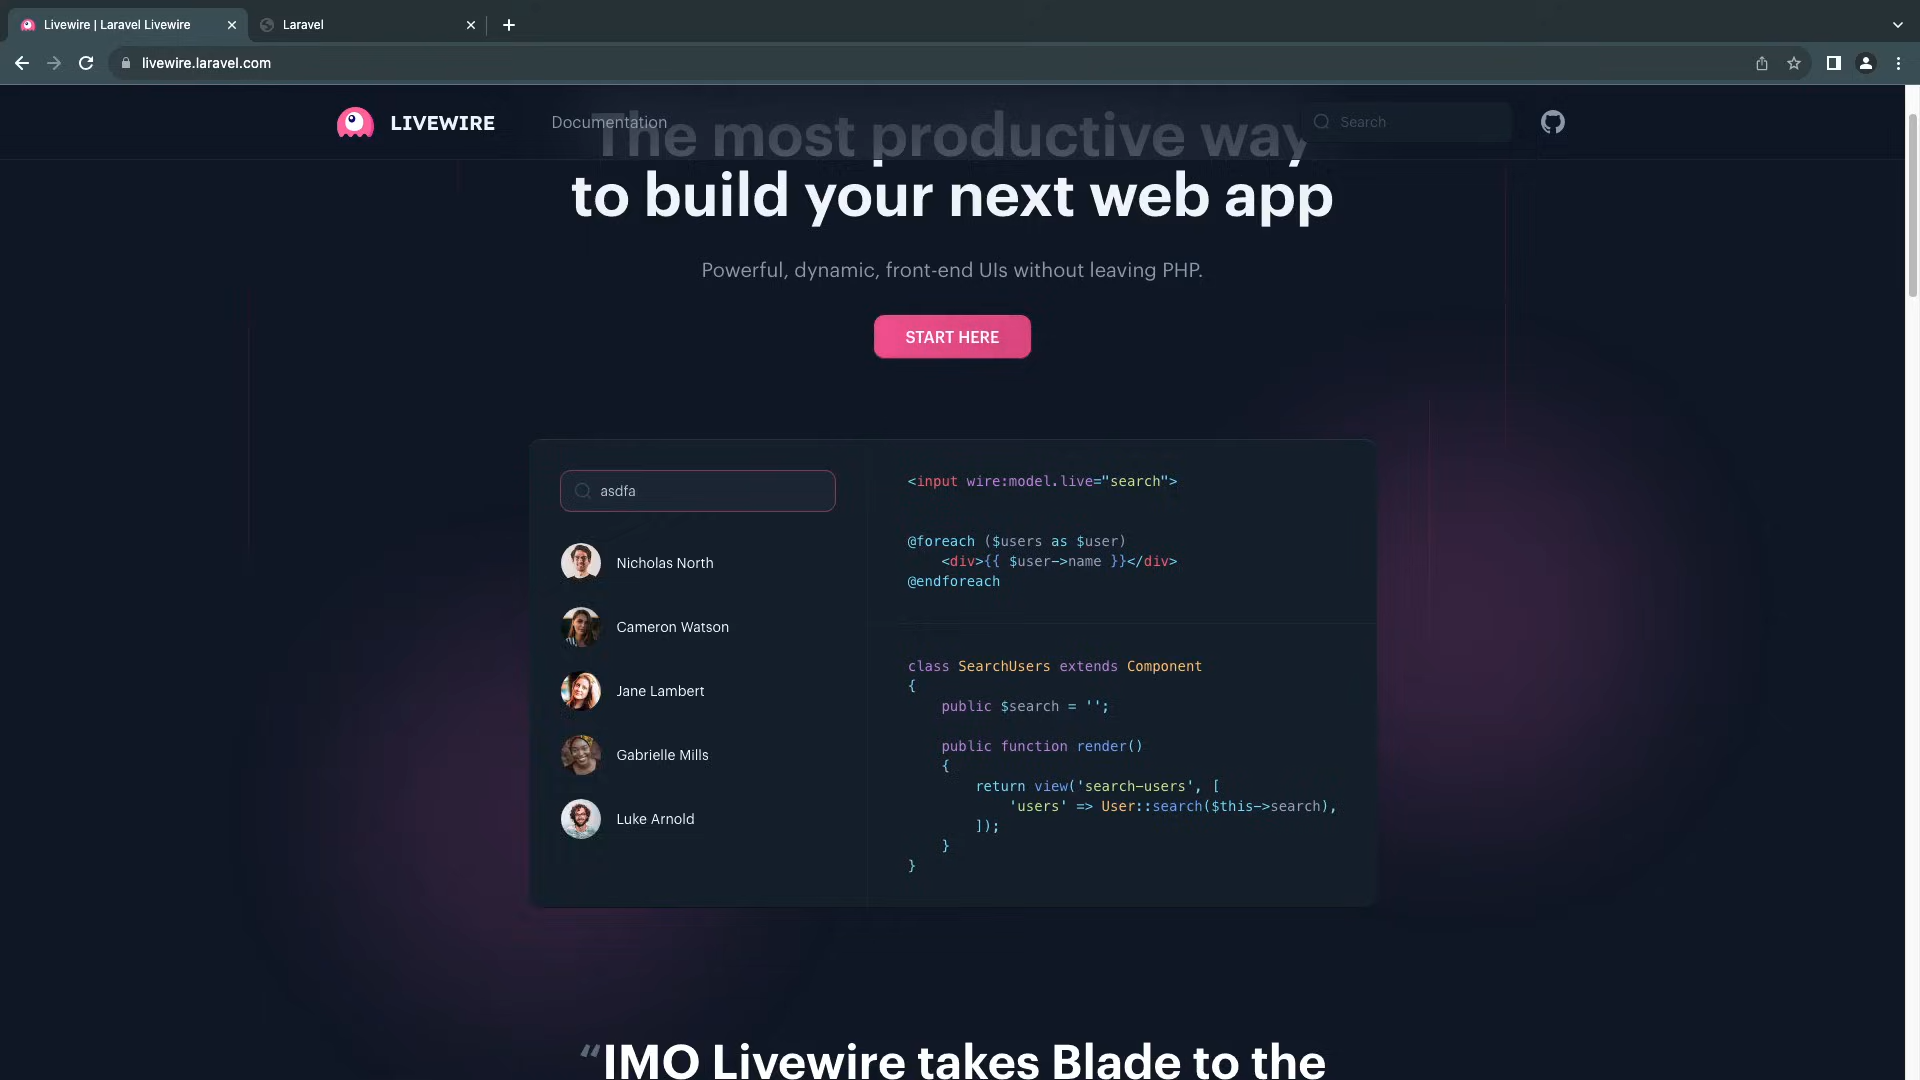 Livewire | Laravel Livewire
Laravel
livewire.laravel.com
LIVEWIRE
Documentation
Search
The most productive way
to build your next web app
Powerful, dynamic, front-end UIs without leaving PHP.
START HERE
asdfa
Nicholas North
Cameron Watson
Jane Lambert
Gabrielle Mills
Luke Arnold
<input wire:model.live="search">
@foreach ($users as $user)
    <div>{{ $user->name }}</div>
@endforeach
class SearchUsers extends Component
{
    public $search = '';
    public function render()
    {
        return view('search-users', [
            'users' => User::search($this->search),
        ]);
    }
}
“IMO Livewire takes Blade to the